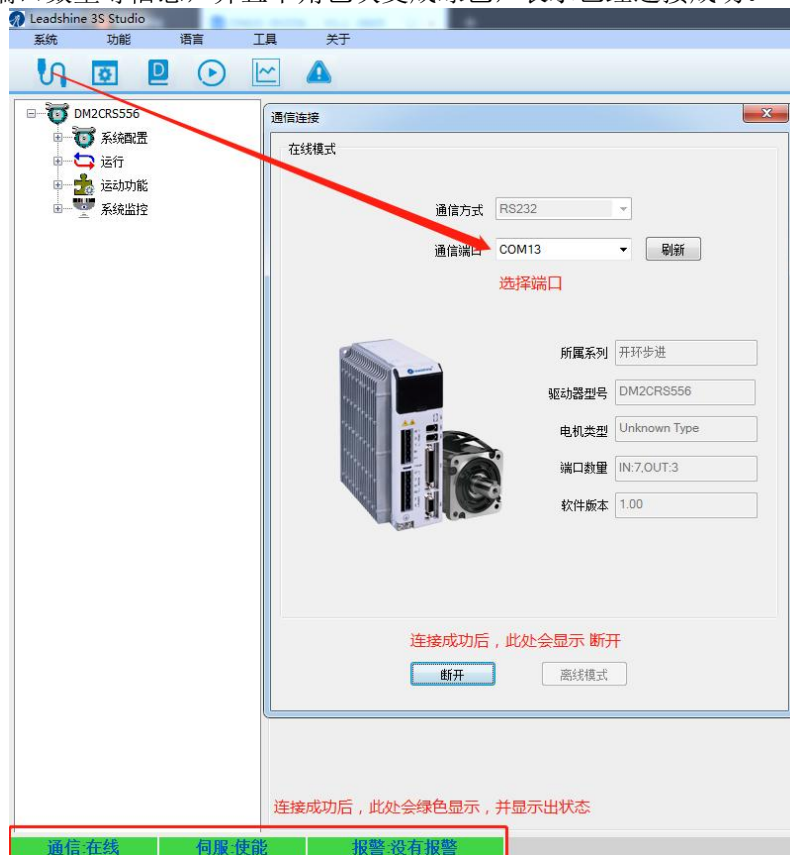 Leadshine 3S Studio
系统 功能 语言 工具 关于
DM2CRS556
系统配置
运行
运动功能
系统监控
通信连接
在线模式
通信方式 RS232
通信端口 COM13 刷新
选择端口
所属系列 开环步进
驱动器型号 DM2CRS556
电机类型 Unknown Type
端口数量 IN:7,OUT:3
软件版本 1.00
连接成功后，此处会显示 断开
断开 离线模式
连接成功后，此处会绿色显示，并显示出状态
通信:在线 伺服:使能 报警:没有报警